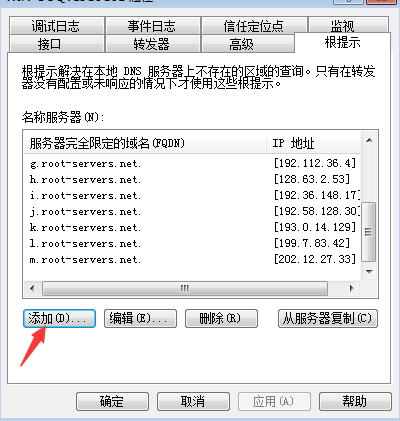 调试日志 事件日志 信任定位点 监视
接口 转发器 高级 根提示
根提示解决在本地 DNS 服务器上不存在的区域的查询。只有在转发
器没有配置或未响应的情况下才使用这些根提示。
名称服务器(N):
服务器完全限定的域名(FQDN) IP 地址
g.root-servers.net. [192.112.36.4]
h.root-servers.net. [128.63.2.53]
i.root-servers.net. [192.36.148.17]
j.root-servers.net. [192.58.128.30]
k.root-servers.net. [193.0.14.129]
l.root-servers.net. [199.7.83.42]
m.root-servers.net. [202.12.27.33]
添加(D)... 编辑(E)... 删除(R) 从服务器复制(C)
确定 取消 应用(A) 帮助